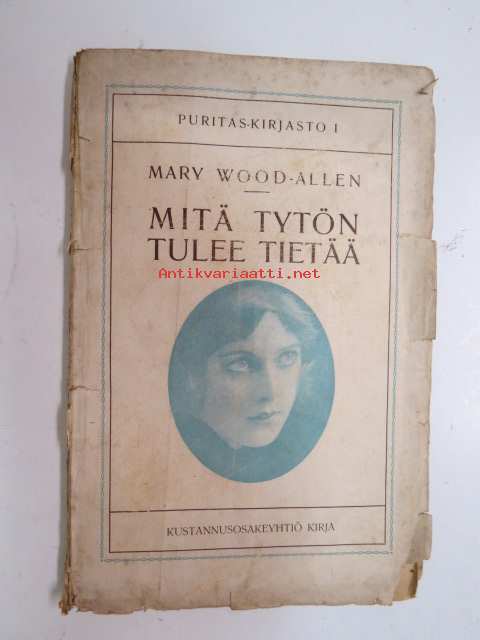 PURITAS-KIRJASTO I
MARY WOOD-ALLEN
MITÄ TYTÖN
TULEE TIETÄÄ
Antikvariaatti.net
KUSTANNUSOSAKEYHTIÖ KIRJA